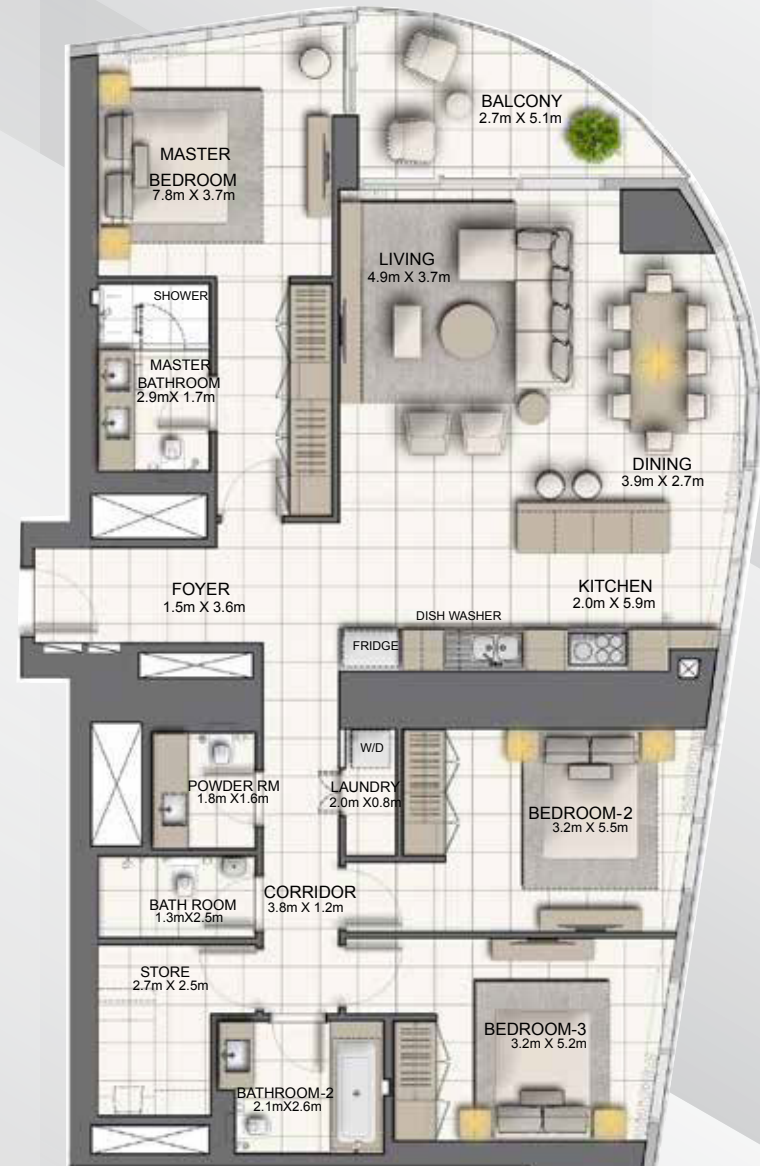 BALCONY
2.7m X 5.1m
MASTER
BEDROOM
7.8m X 3.7m
LIVING
4.9m X 3.7m
SHOWER
MASTER
BATHROOM
2.9mX 1.7m
DINING
3.9m X 2.7m
FOYER
1.5m X 3.6m
KITCHEN
2.0m X 5.9m
DISH WASHER
FRIDGE
W/D
POWDER RM
1.8m X1.6m
LAUNDRY
2.0m X0.8m
BEDROOM-2
3.2m X 5.5m
CORRIDOR
3.8m X 1.2m
BATH ROOM
1.3mX2.5m
STORE
2.7m X 2.5m
BEDROOM-3
3.2m X 5.2m
BATHROOM-2
2.1mX2.6m